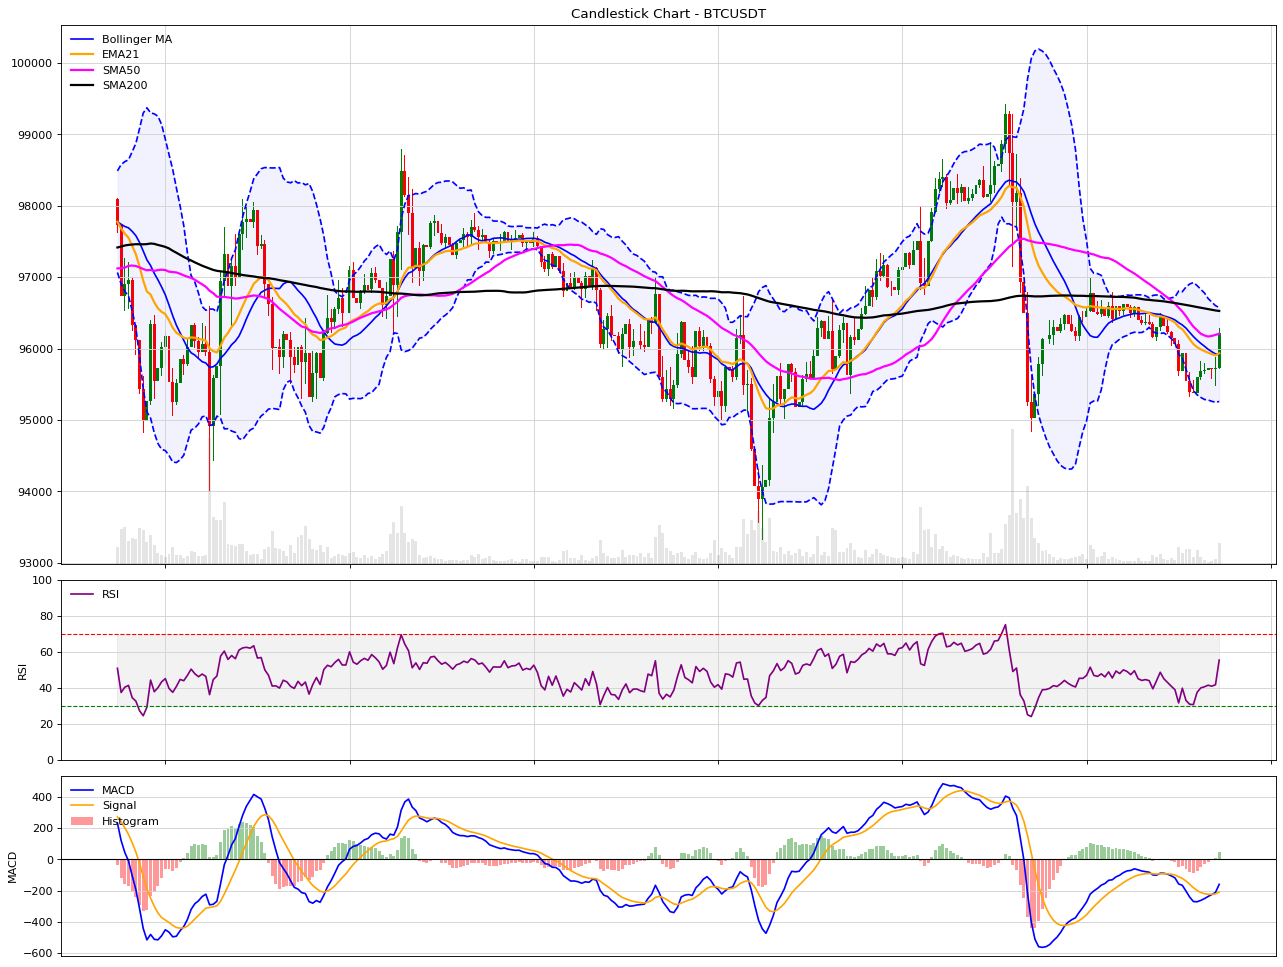 Candlestick Chart - BTCUSDT
Bollinger MA
EMA21
SMA50
SMA200
100000
99000
98000
97000
96000
95000
94000
93000
RSI
100
80
60
40
20
0
RSI
MACD
Signal
Histogram
400
200
0
−200
−400
−600
MACD